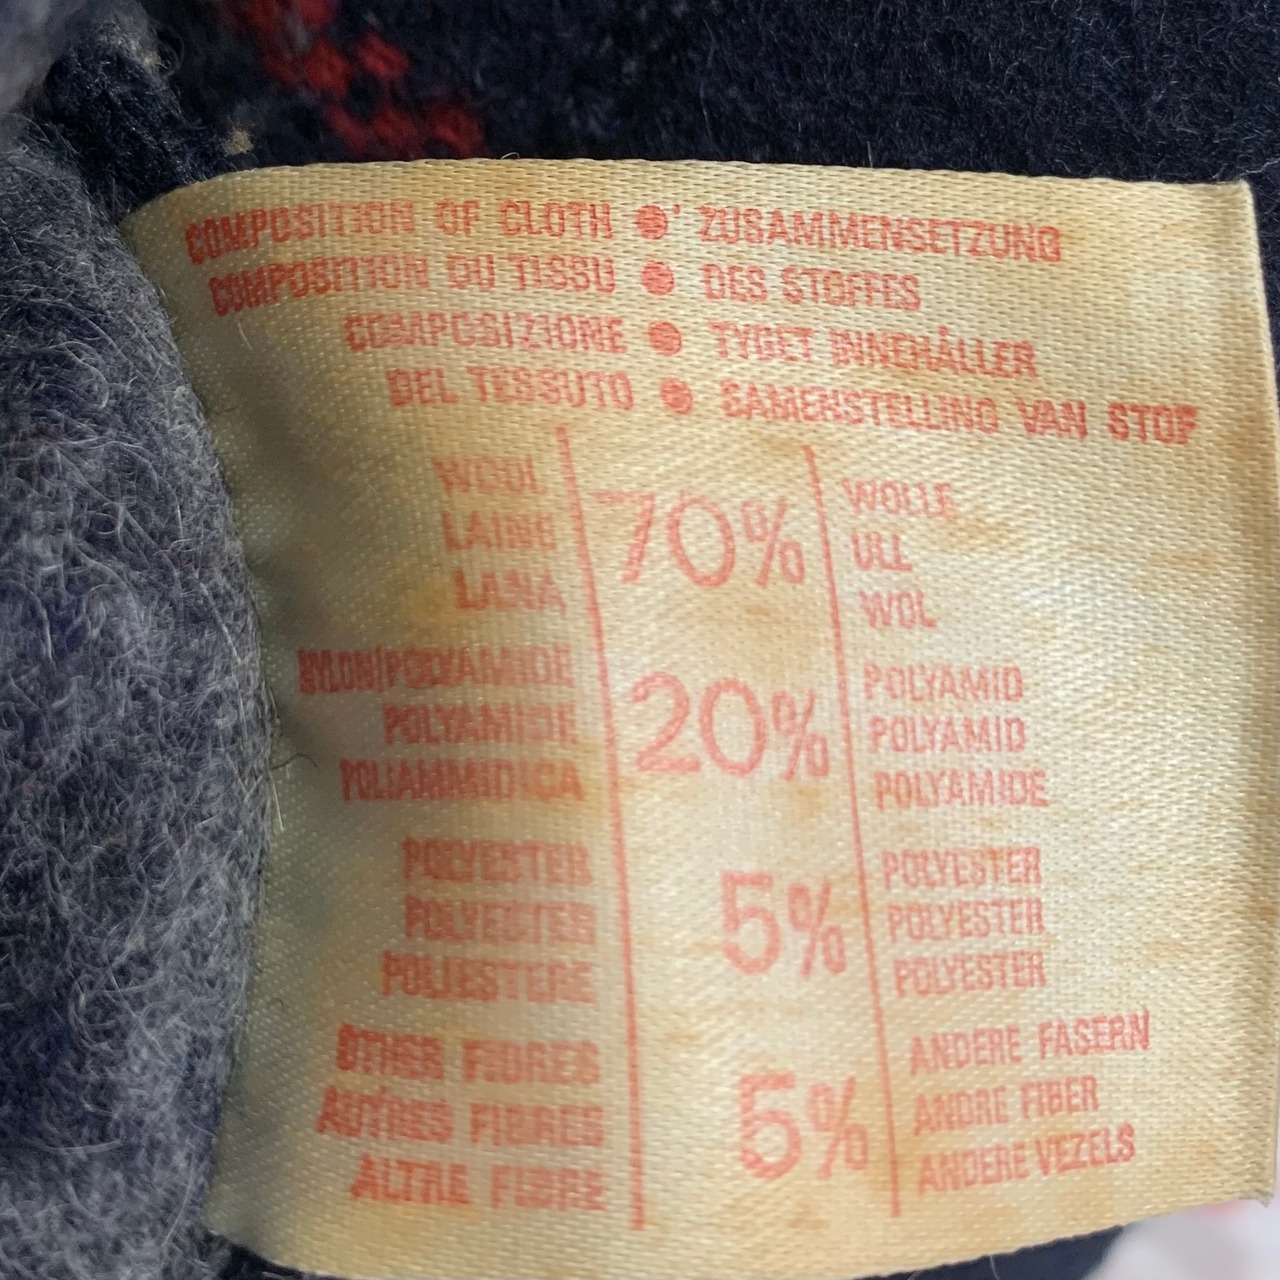 COMPOSITION OF CLOTH ● ZUSAMMENSETZUNG
COMPOSITION DU TISSU ● DES STOFFES
COMPOSIZIONE ● TYGET INNEHÅLLER
DEL TESSUTO ● SAMENSTELLING VAN STOF
WOOL
LAINE
LANA
70%
WOLLE
ULL
WOL
NYLON/POLYAMIDE
POLYAMIDE
POLIAMMIDICA
20%
POLYAMID
POLYAMID
POLYAMIDE
POLYESTER
POLYESTER
POLIESTERE
5%
POLYESTER
POLYESTER
POLYESTER
OTHER FIBRES
AUTRES FIBRES
ALTRE FIBRE
5%
ANDERE FASERN
ANDRE FIBER
ANDERE VEZELS